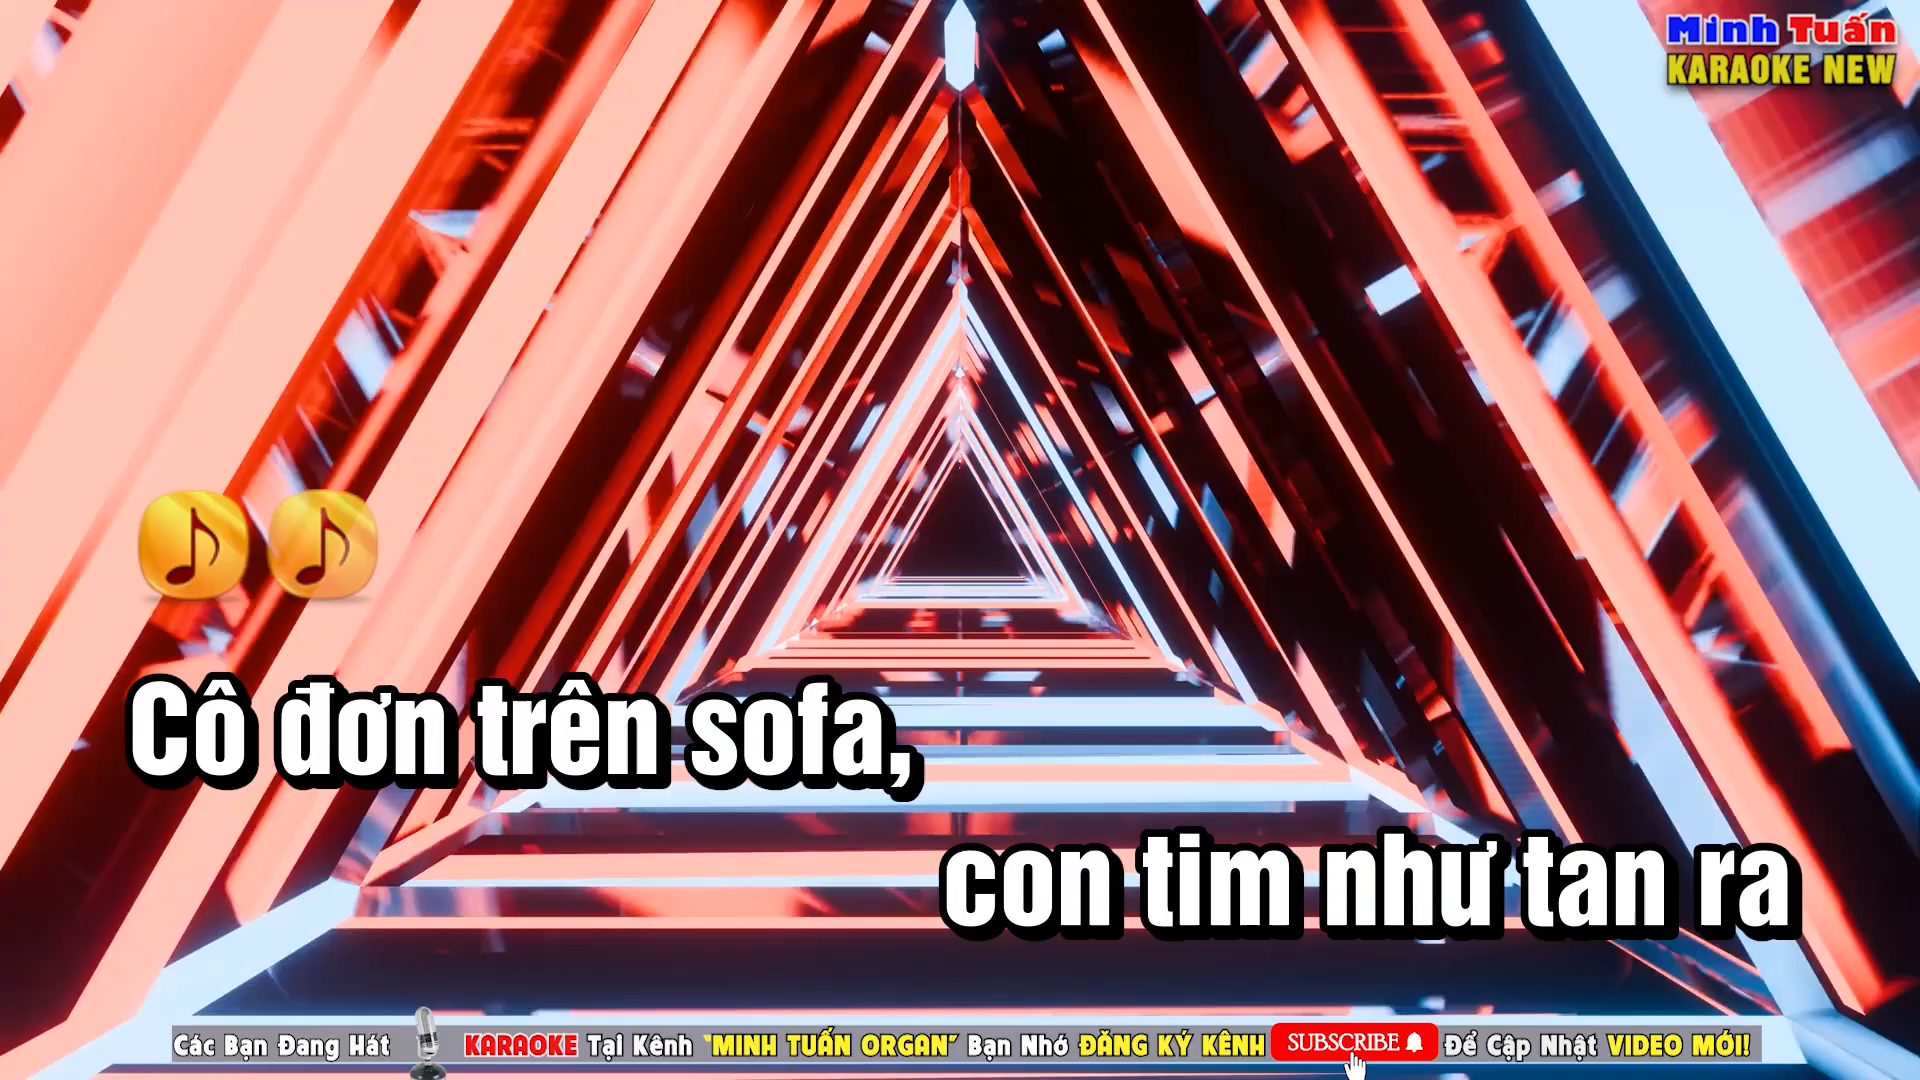 Minh Tuấn
KARAOKE NEW
Cô đơn trên sofa,
con tim như tan ra
Các Bạn Đang Hát KARAOKE Tại Kênh "MINH TUẤN ORGAN" Bạn Nhớ ĐĂNG KÝ KÊNH SUBSCRIBE Để Cập Nhật VIDEO MỚI!